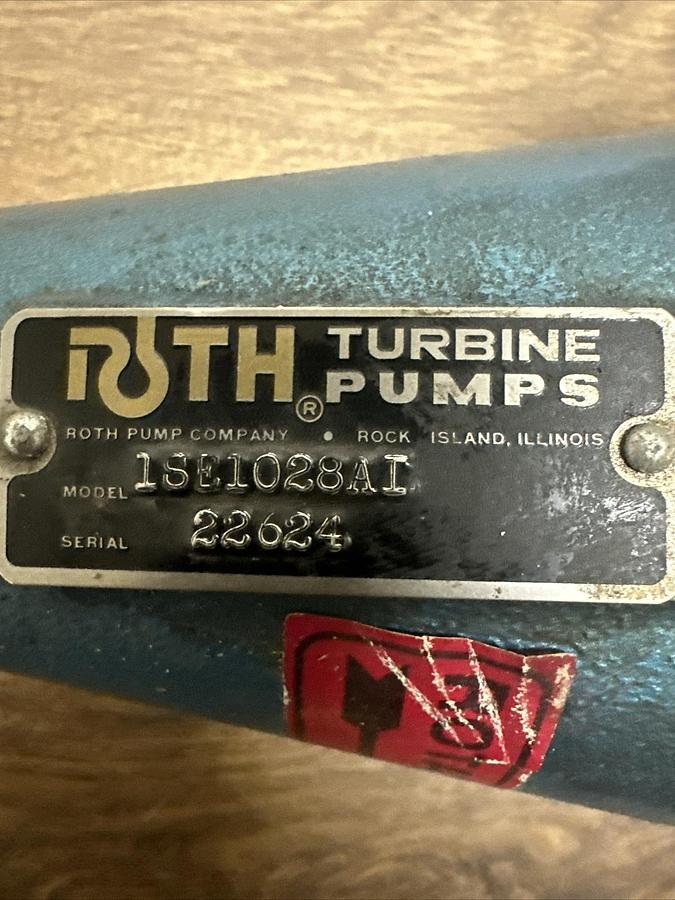 ROTH® TURBINE
PUMPS
ROTH PUMP COMPANY • ROCK ISLAND, ILLINOIS
MODEL 1SE1028AI
SERIAL 22624